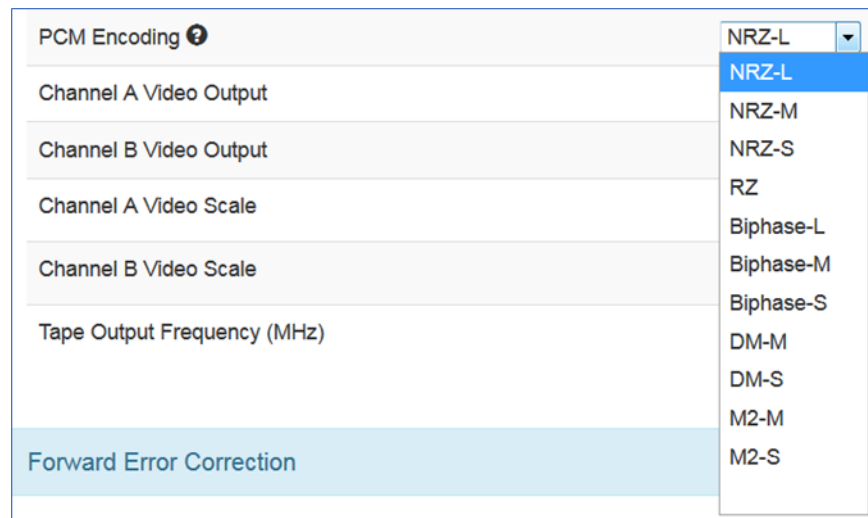 PCM Encoding
NRZ-L
NRZ-L
Channel A Video Output
NRZ-M
Channel B Video Output
NRZ-S
RZ
Channel A Video Scale
Biphase-L
Channel B Video Scale
Biphase-M
Biphase-S
Tape Output Frequency (MHz)
DM-M
DM-S
M2-M
Forward Error Correction
M2-S